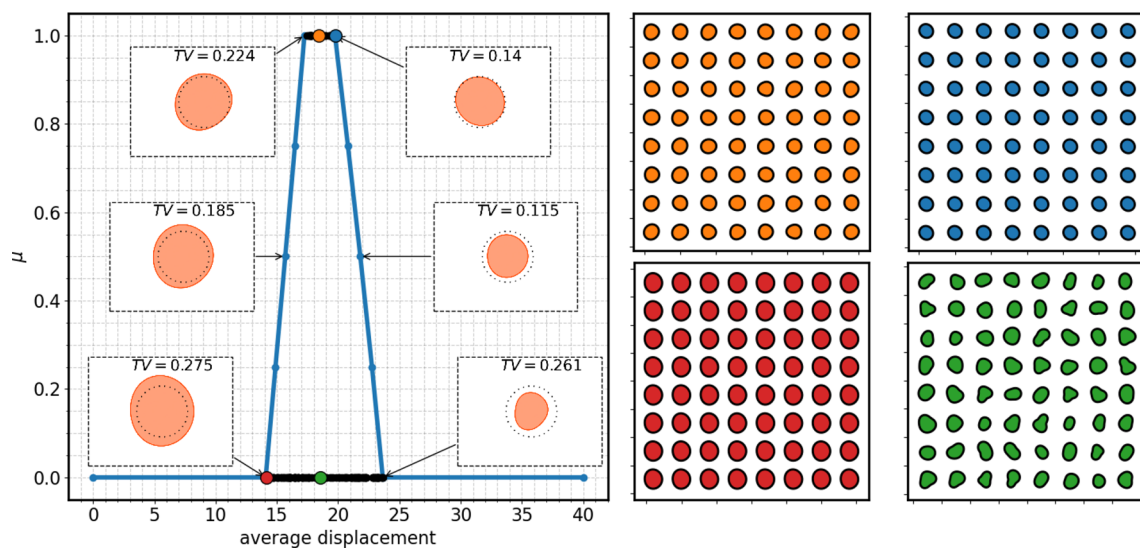 1.0
TV = 0.224
TV = 0.14
0.8
0.6
TV = 0.185
TV = 0.115
μ
0.4
TV = 0.275
TV = 0.261
0.2
0.0
0 5 10 15 20 25 30 35 40
average displacement